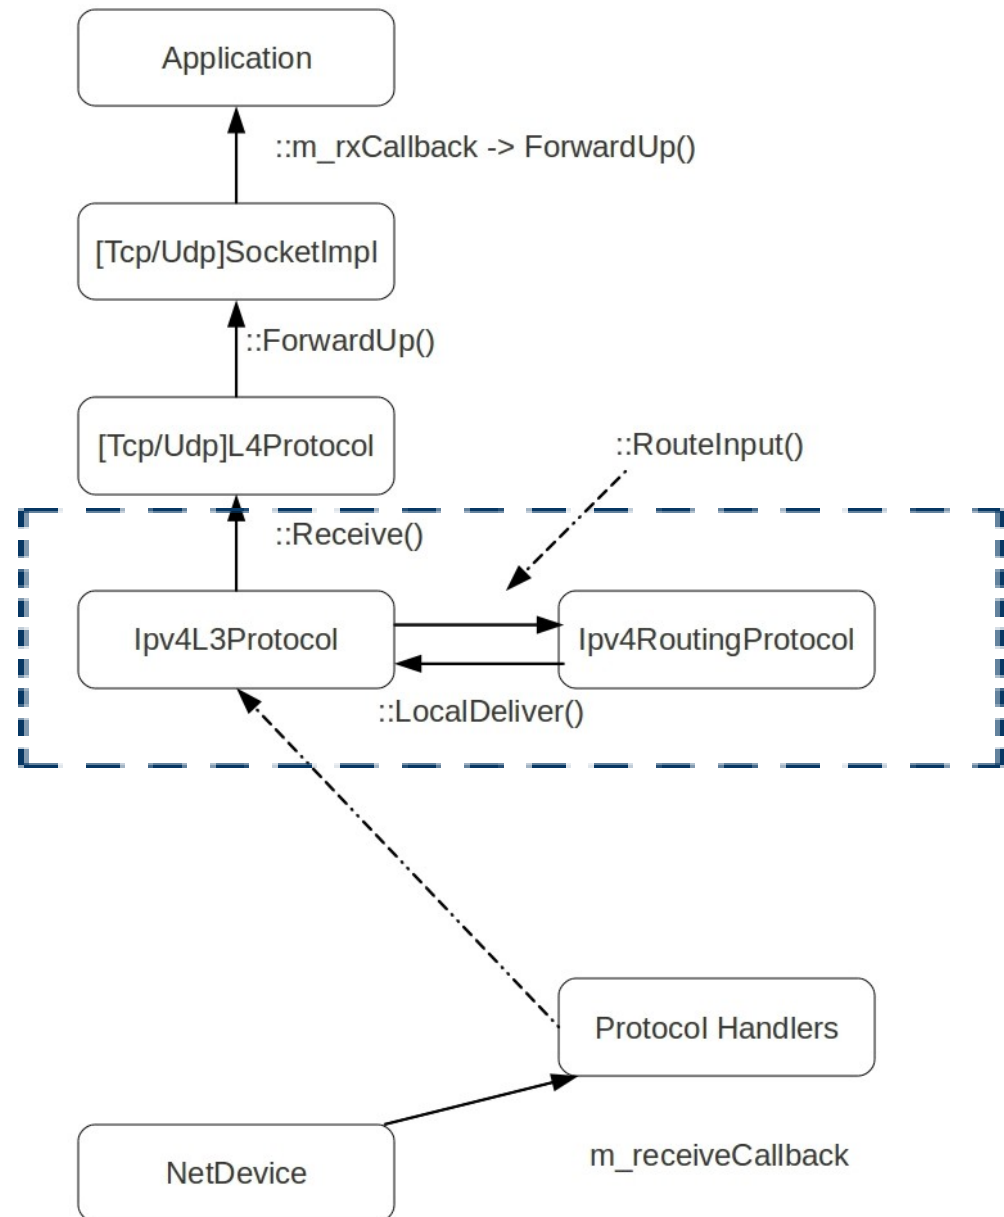 Application
::m_rxCallback -> ForwardUp()
[Tcp/Udp]SocketImpl
::ForwardUp()
[Tcp/Udp]L4Protocol
::RouteInput()
::Receive()
Ipv4L3Protocol
Ipv4RoutingProtocol
::LocalDeliver()
Protocol Handlers
m_receiveCallback
NetDevice